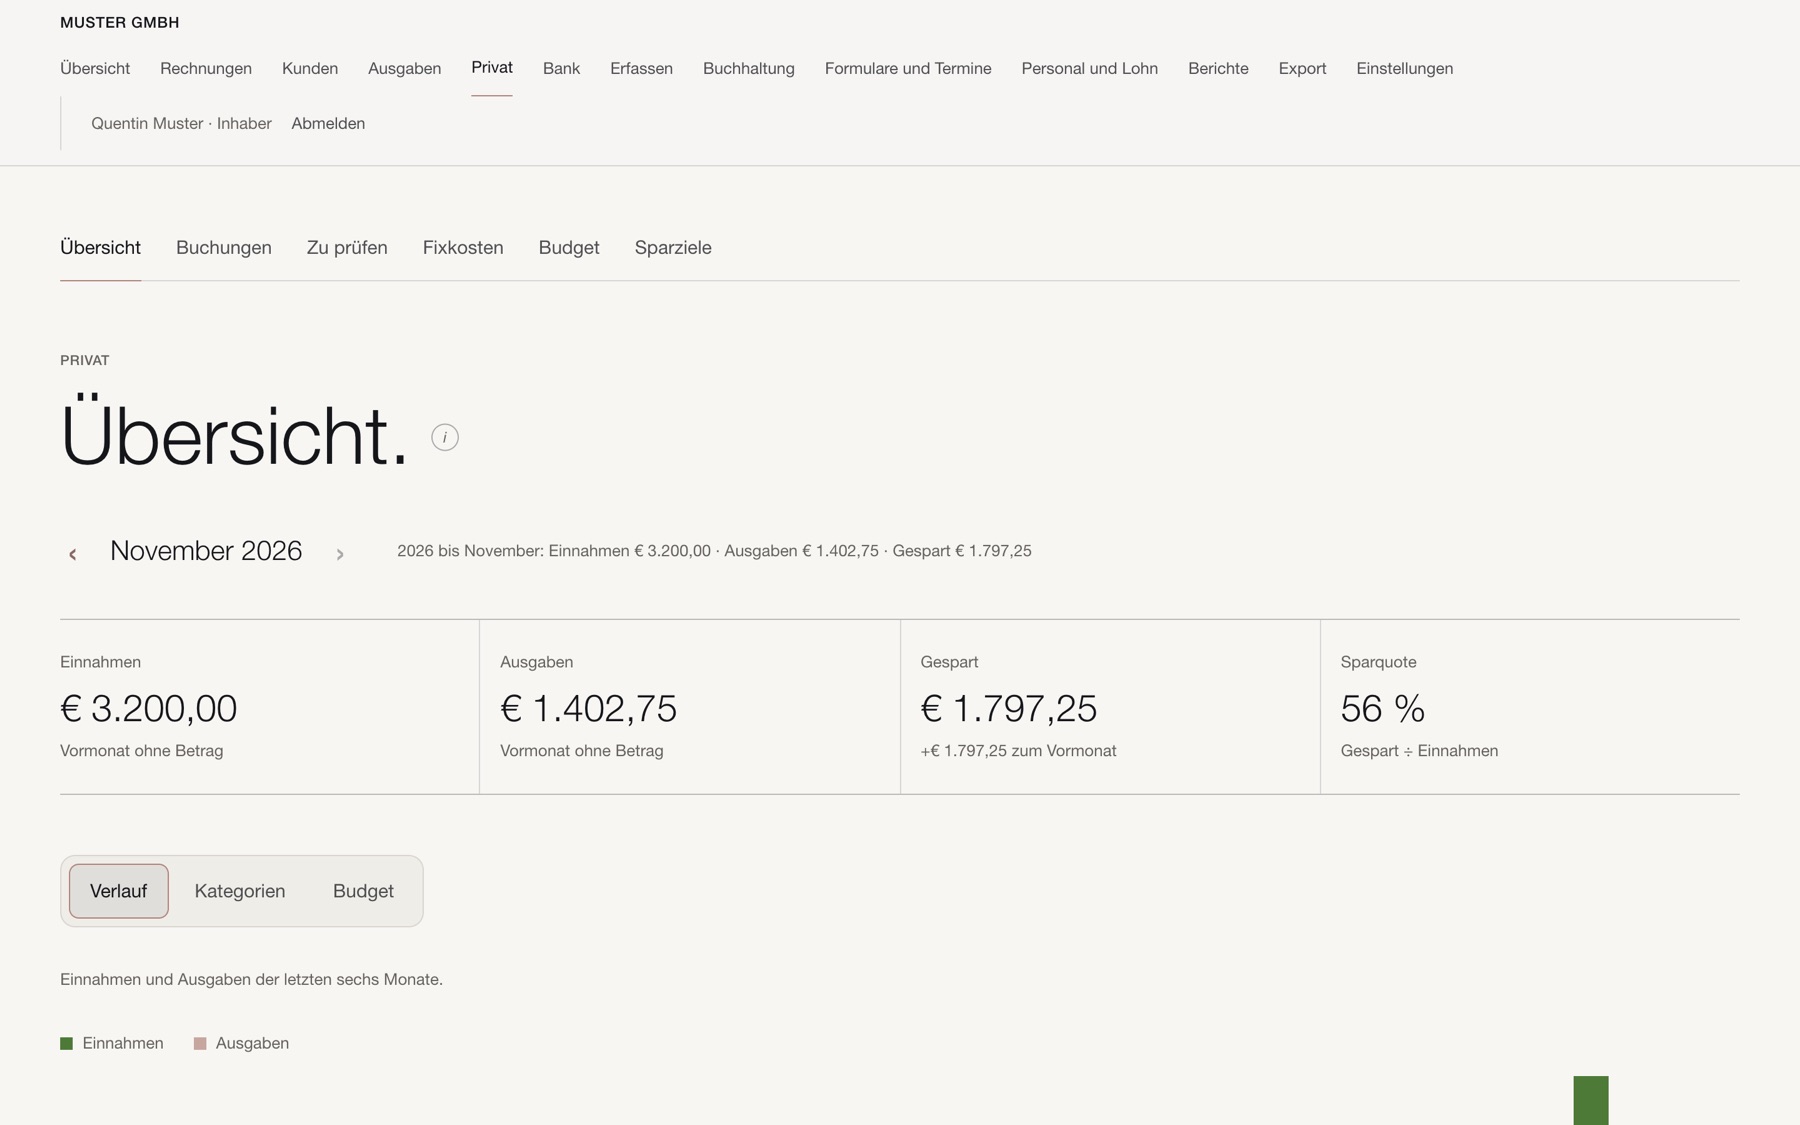 MUSTER GMBH
Übersicht Rechnungen Kunden Ausgaben Privat Bank Erfassen Buchhaltung Formulare und Termine Personal und Lohn Berichte Export Einstellungen
Quentin Muster · Inhaber Abmelden
Übersicht Buchungen Zu prüfen Fixkosten Budget Sparziele
PRIVAT
Übersicht. i
‹ November 2026 › 2026 bis November: Einnahmen € 3.200,00 · Ausgaben € 1.402,75 · Gespart € 1.797,25
Einnahmen Ausgaben Gespart Sparquote
€ 3.200,00 € 1.402,75 € 1.797,25 56 %
Vormonat ohne Betrag Vormonat ohne Betrag +€ 1.797,25 zum Vormonat Gespart ÷ Einnahmen
Verlauf Kategorien Budget
Einnahmen und Ausgaben der letzten sechs Monate.
Einnahmen Ausgaben